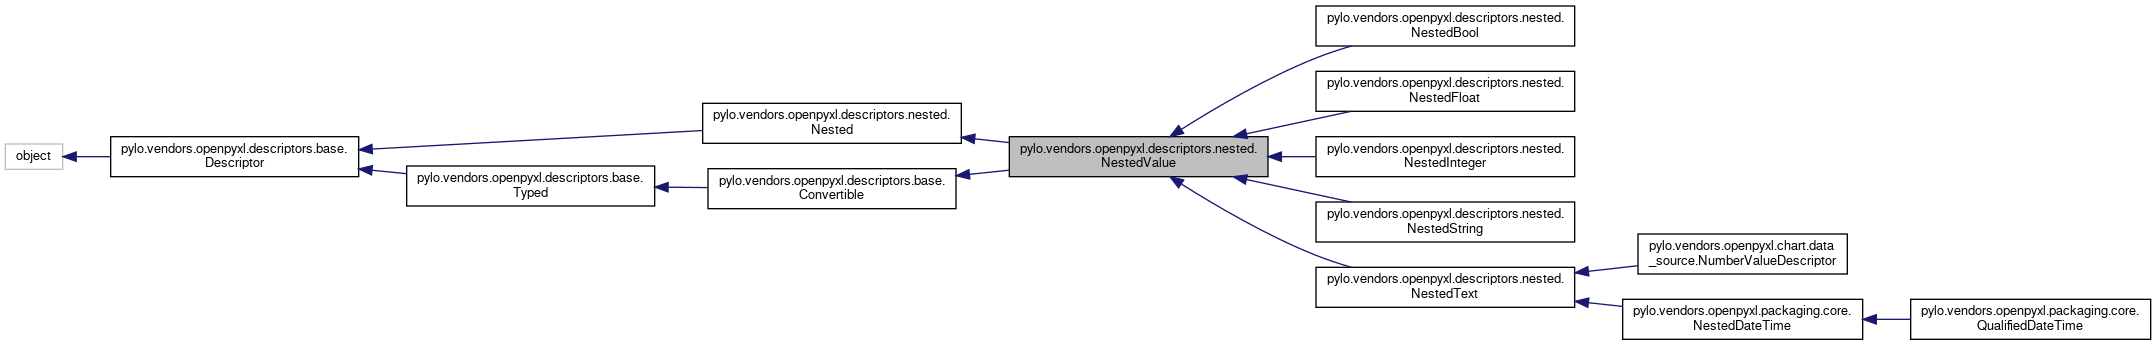 object
pylo.vendors.openpyxl.descriptors.base.
Descriptor
pylo.vendors.openpyxl.descriptors.nested.
Nested
pylo.vendors.openpyxl.descriptors.base.
Typed
pylo.vendors.openpyxl.descriptors.base.
Convertible
pylo.vendors.openpyxl.descriptors.nested.
NestedValue
pylo.vendors.openpyxl.descriptors.nested.
NestedBool
pylo.vendors.openpyxl.descriptors.nested.
NestedFloat
pylo.vendors.openpyxl.descriptors.nested.
NestedInteger
pylo.vendors.openpyxl.descriptors.nested.
NestedString
pylo.vendors.openpyxl.descriptors.nested.
NestedText
pylo.vendors.openpyxl.chart.data
_source.NumberValueDescriptor
pylo.vendors.openpyxl.packaging.core.
NestedDateTime
pylo.vendors.openpyxl.packaging.core.
QualifiedDateTime